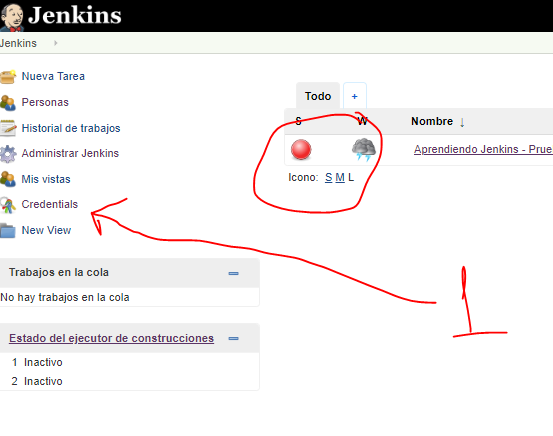 Jenkins
Jenkins
Nueva Tarea
Personas
Historial de trabajos
Administrar Jenkins
Mis vistas
Credentials
New View
Trabajos en la cola
No hay trabajos en la cola
Estado del ejecutor de construcciones
1 Inactivo
2 Inactivo
Todo +
S W Nombre ↓
Aprendiendo Jenkins - Prue
Icono: S M L
1